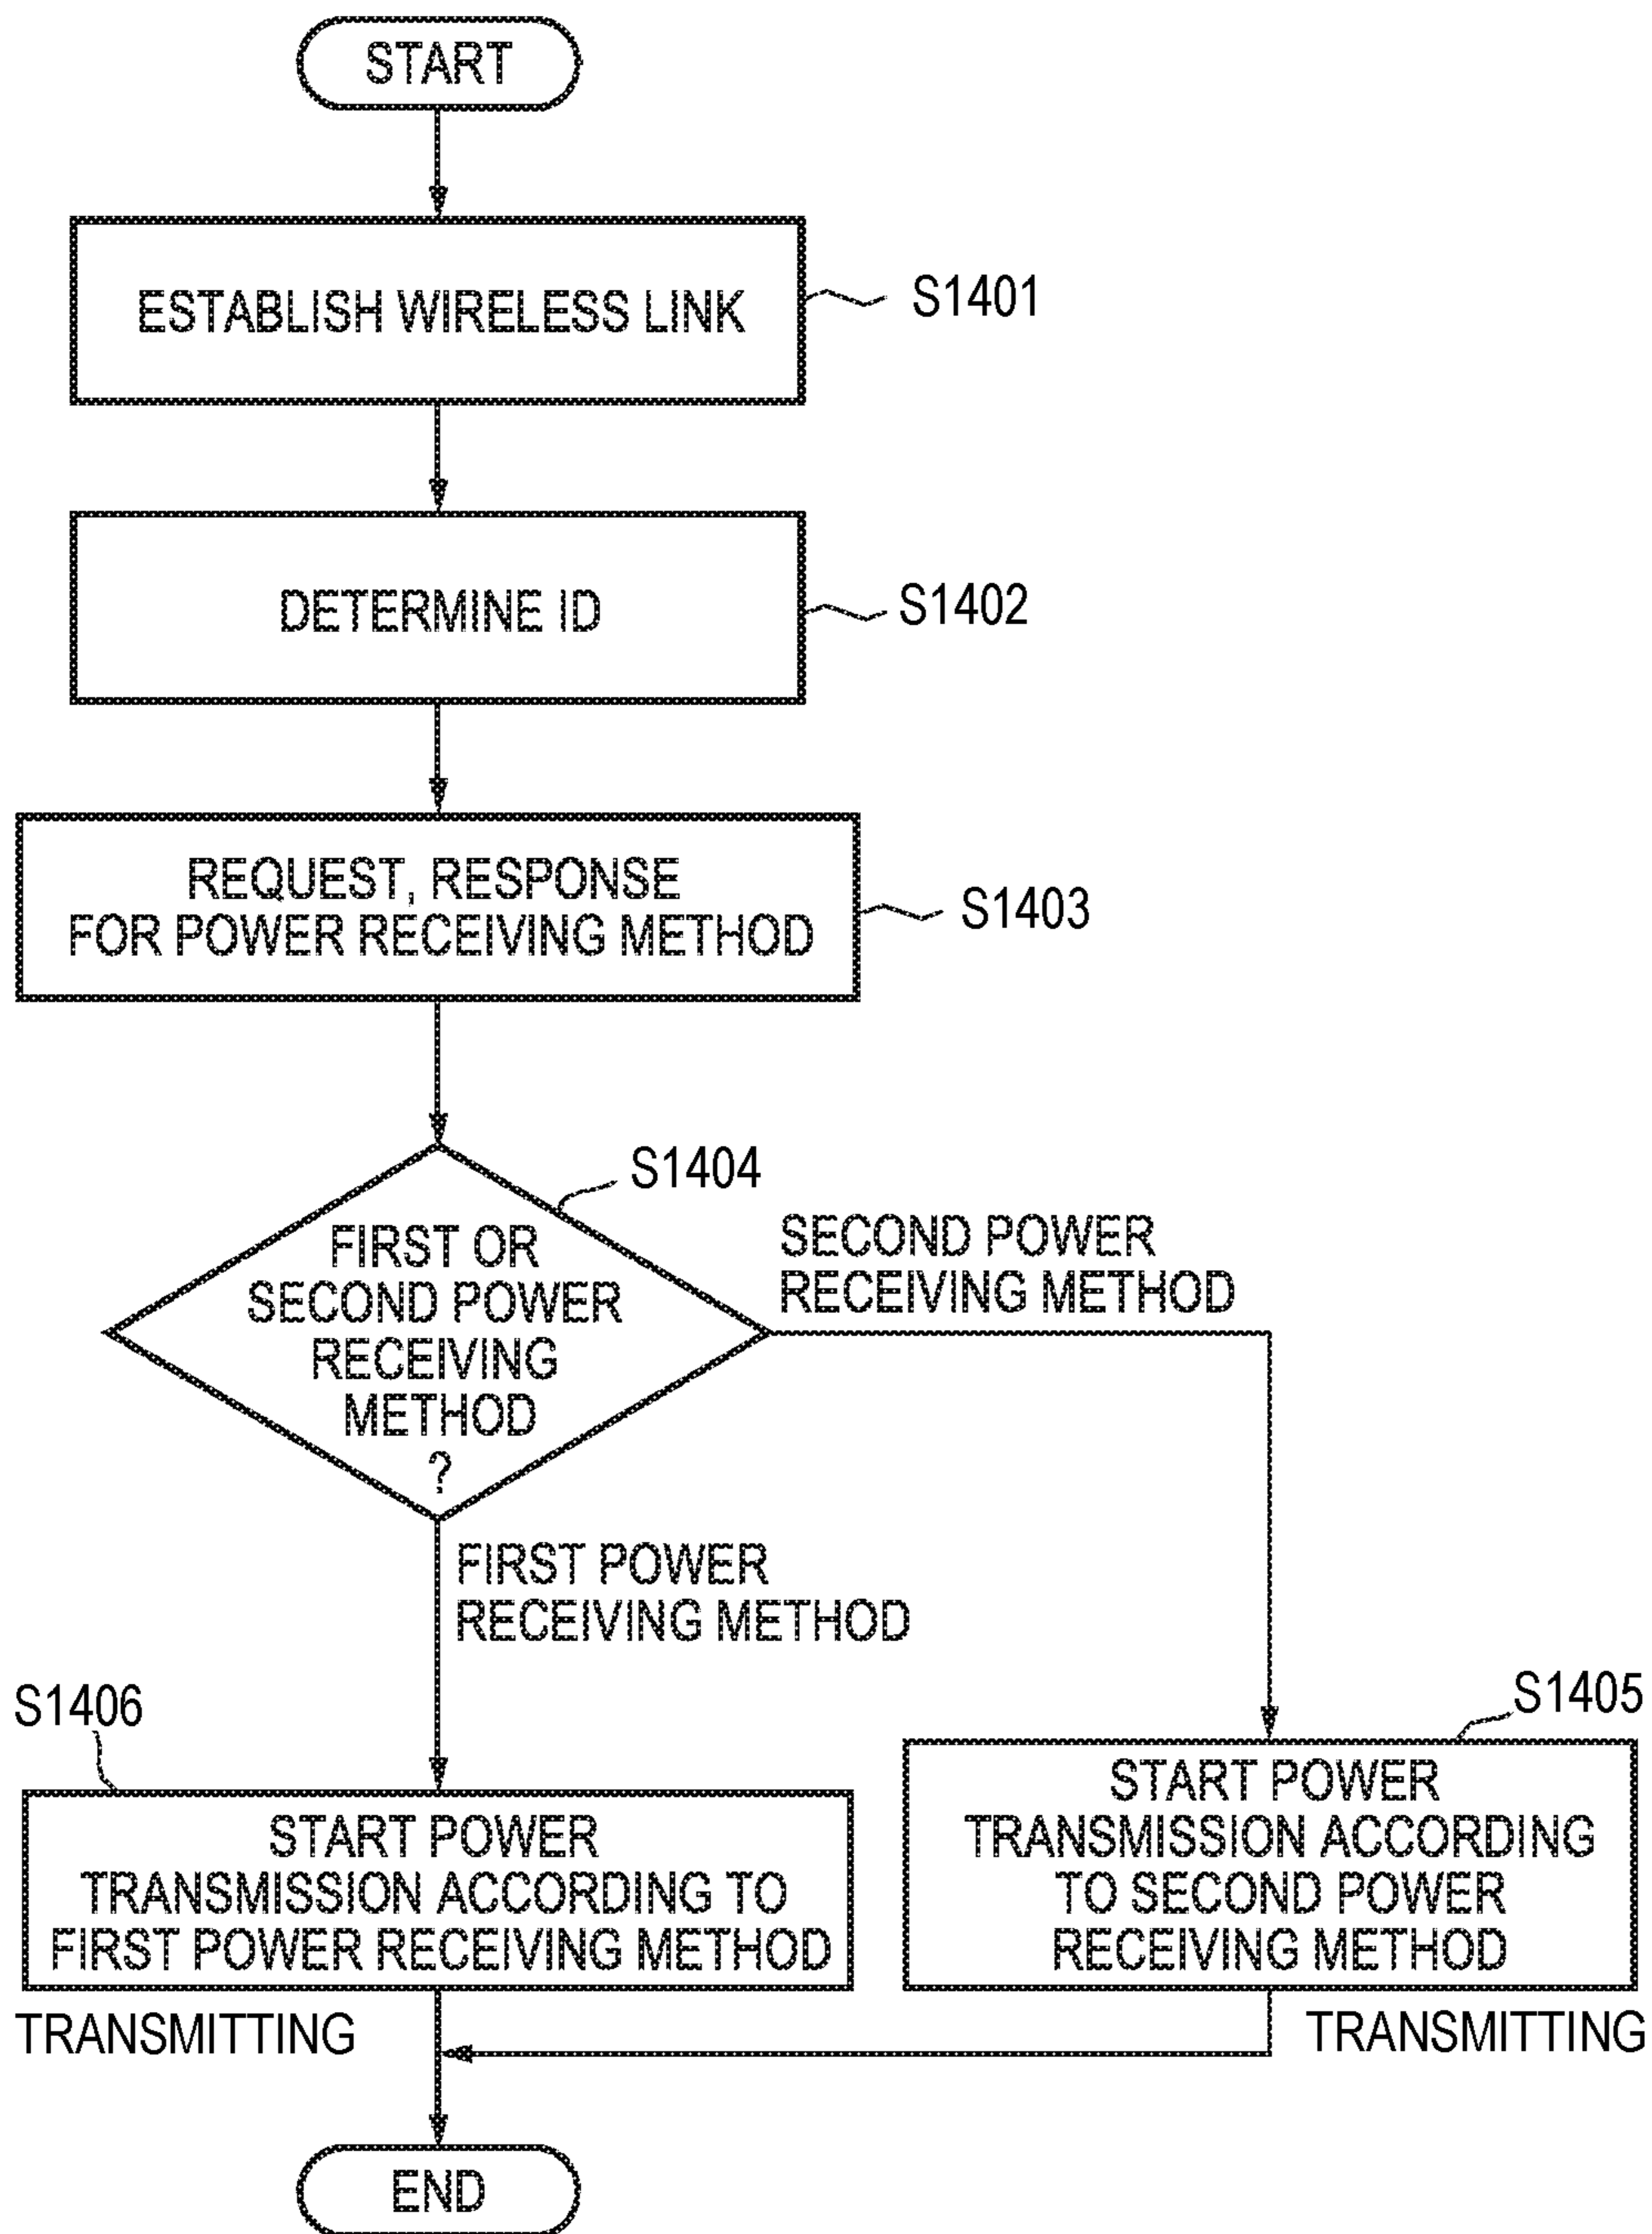 START
ESTABLISH WIRELESS LINK
S1401
DETERMINE ID
S1402
REQUEST, RESPONSE
FOR POWER RECEIVING METHOD
S1403
S1404
FIRST OR
SECOND POWER
RECEIVING
METHOD
?
SECOND POWER
RECEIVING METHOD
FIRST POWER
RECEIVING METHOD
S1406
START POWER
TRANSMISSION ACCORDING TO
FIRST POWER RECEIVING METHOD
S1405
START POWER
TRANSMISSION ACCORDING
TO SECOND POWER
RECEIVING METHOD
TRANSMITTING
TRANSMITTING
END